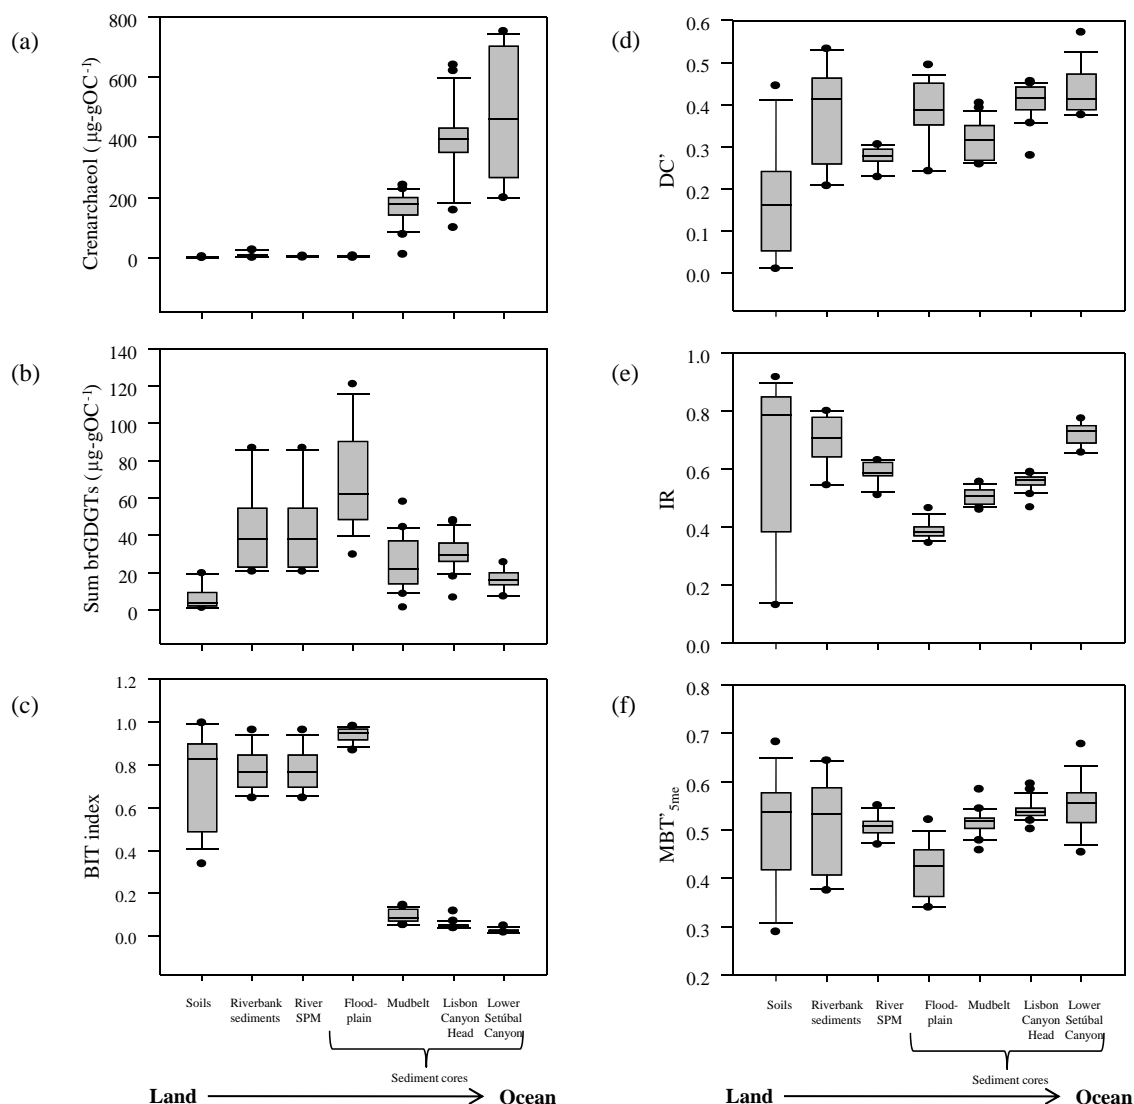 (a)
Crenarchaeol (µg-gOC⁻¹)
800
600
400
200
0
(b)
Sum brGDGTs (µg-gOC⁻¹)
140
120
100
80
60
40
20
0
(c)
BIT index
1.2
1.0
0.8
0.6
0.4
0.2
0.0
Soils
Riverbank
sediments
River
SPM
Flood-
plain
Mudbelt
Lisbon
Canyon
Head
Lower
Setúbal
Canyon
Sediment cores
Land
Ocean
(d)
DC’
0.6
0.5
0.4
0.3
0.2
0.1
0.0
(e)
IR
1.0
0.8
0.6
0.4
0.2
0.0
(f)
MBT’5me
0.8
0.7
0.6
0.5
0.4
0.3
0.2
Soils
Riverbank
sediments
River
SPM
Flood-
plain
Mudbelt
Lisbon
Canyon
Head
Lower
Setúbal
Canyon
Sediment cores
Land
Ocean